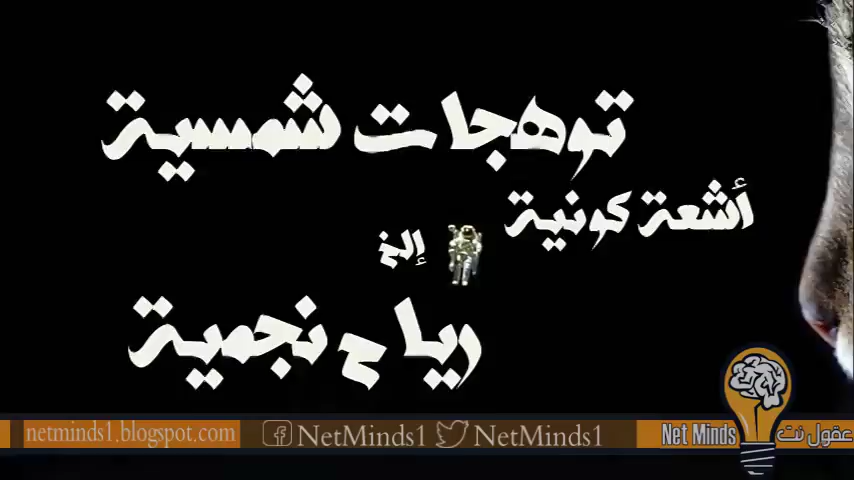 توهجات شمسية
أشعة كونية
إلخ
رياح نجمية
netminds1.blogspot.com
NetMinds1
NetMinds1
Net Minds
عقول نت